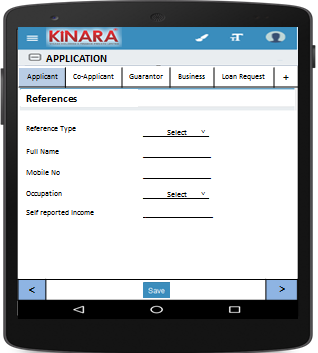 KINARA
APPLICATION
Applicant Co-Applicant Guarantor Business Loan Request +
References
Reference Type Select v
Full Name
Mobile No
Occupation Select v
Self reported Income
< Save >